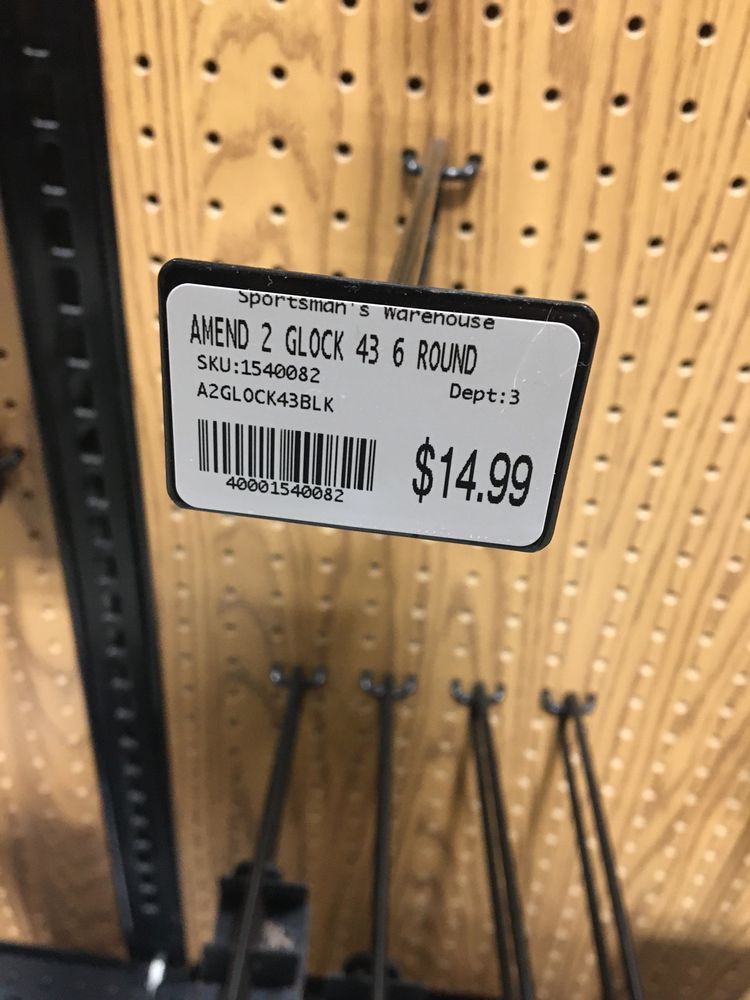 Sportsman's Warehouse
AMEND 2 GLOCK 43 6 ROUND
SKU:1540082
Dept:3
A2GLOCK43BLK
$14.99
40001540082